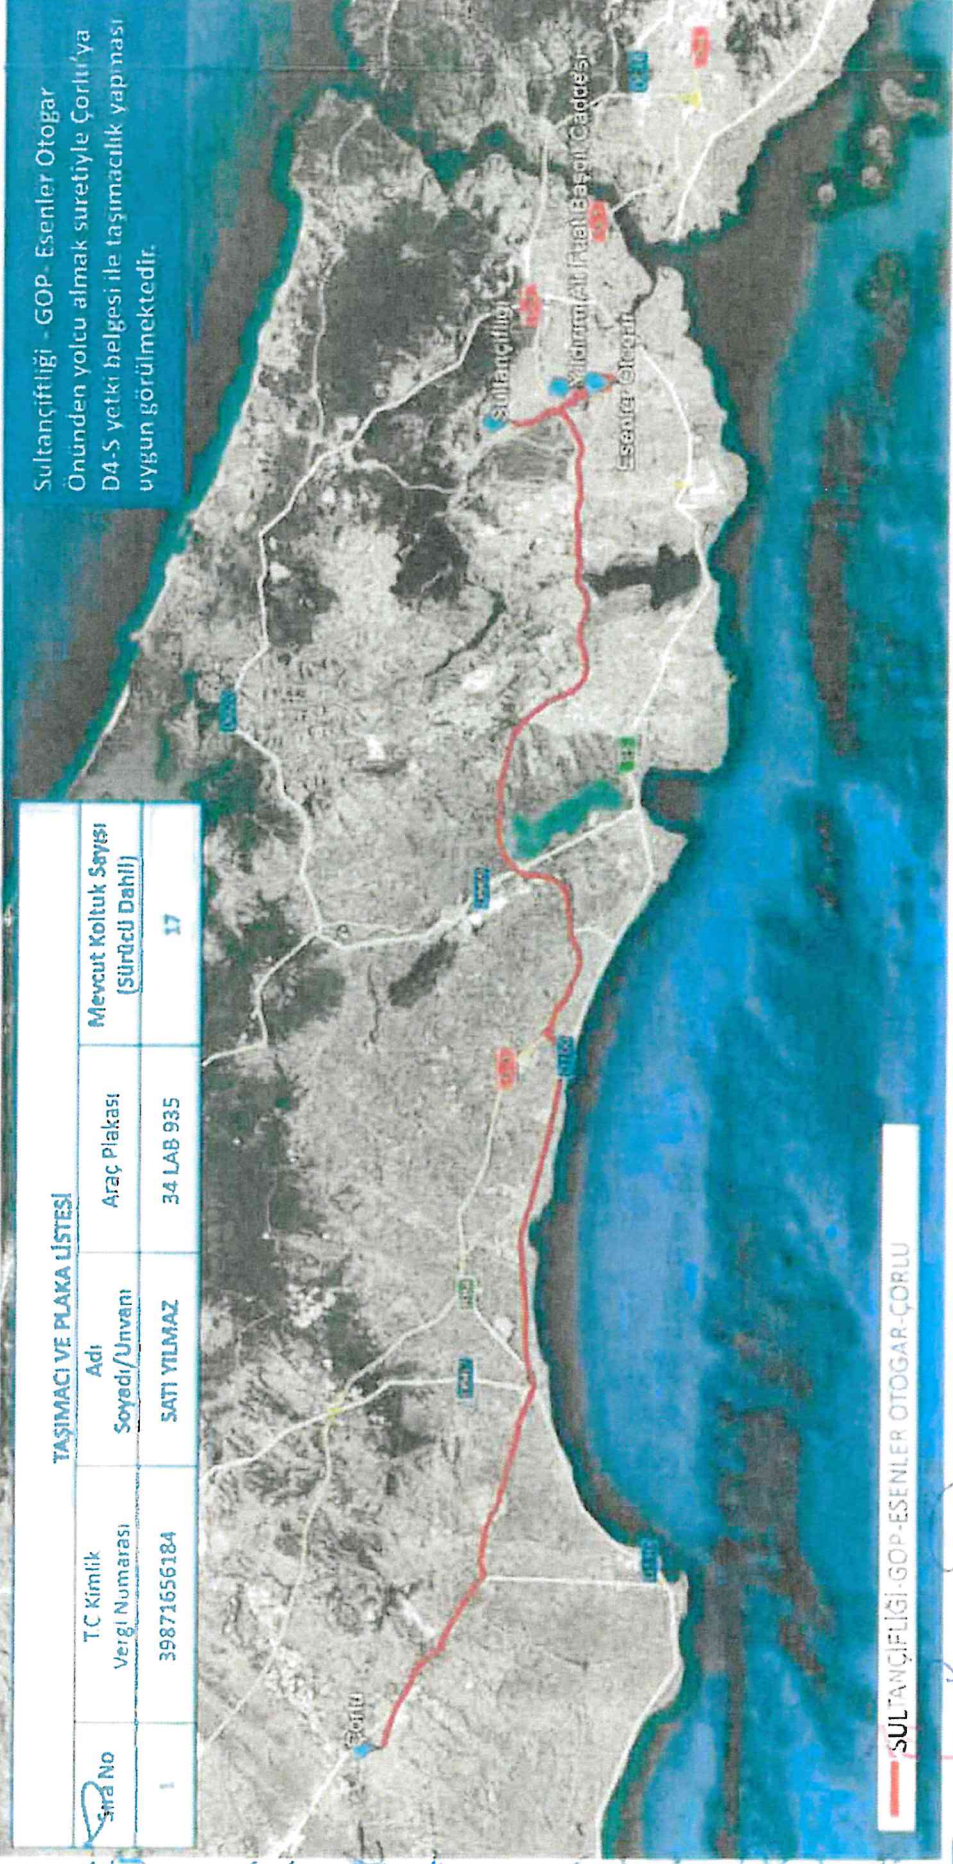 Sultançiftliği - GOP - Esenler Otogar
Önünden yolcu almak suretiyle Çorlu'ya
D4-S yetki belgesi ile taşımacılık yapması
uygun görülmektedir.
TAŞIMACI VE PLAKA LİSTESİ
Sıra No
T.C Kimlik
Vergi Numarası
Adı
Soyadı/Unvanı
Araç Plakası
Mevcut Koltuk Sayısı
(Sürücü Dahil)
1
39871656184
SATI YILMAZ
34 LAB 935
17
Sultançiftliği
Yıldırım Ali Fuat Başgil Caddesi
Esenler Otogarı
Çorlu
SULTANÇİFLİĞİ-GOP-ESENLER OTOGAR-ÇORLU